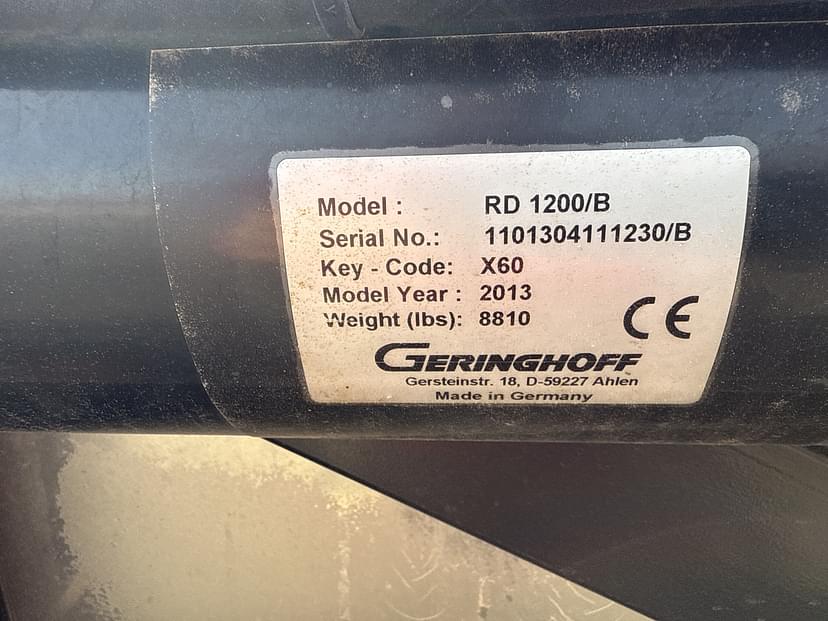 Model : RD 1200/B
Serial No.: 1101304111230/B
Key - Code: X60
Model Year : 2013
Weight (lbs): 8810
CE
GERINGHOFF
Gersteinstr. 18, D-59227 Ahlen
Made in Germany